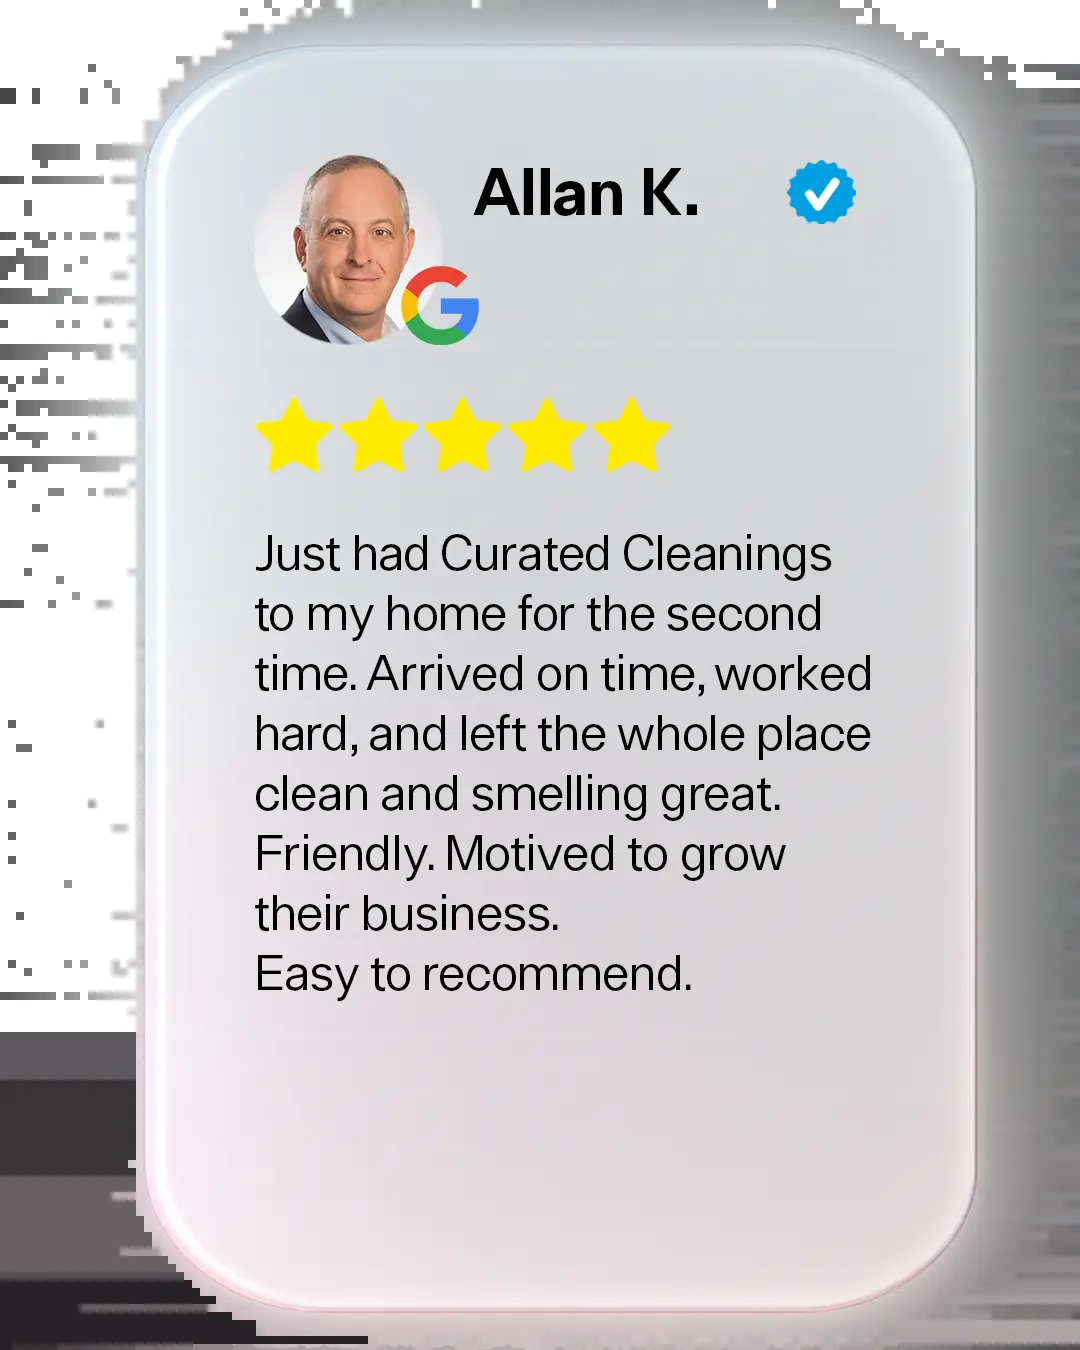 Allan K.
Just had Curated Cleanings
to my home for the second
time. Arrived on time, worked
hard, and left the whole place
clean and smelling great.
Friendly. Motived to grow
their business.
Easy to recommend.